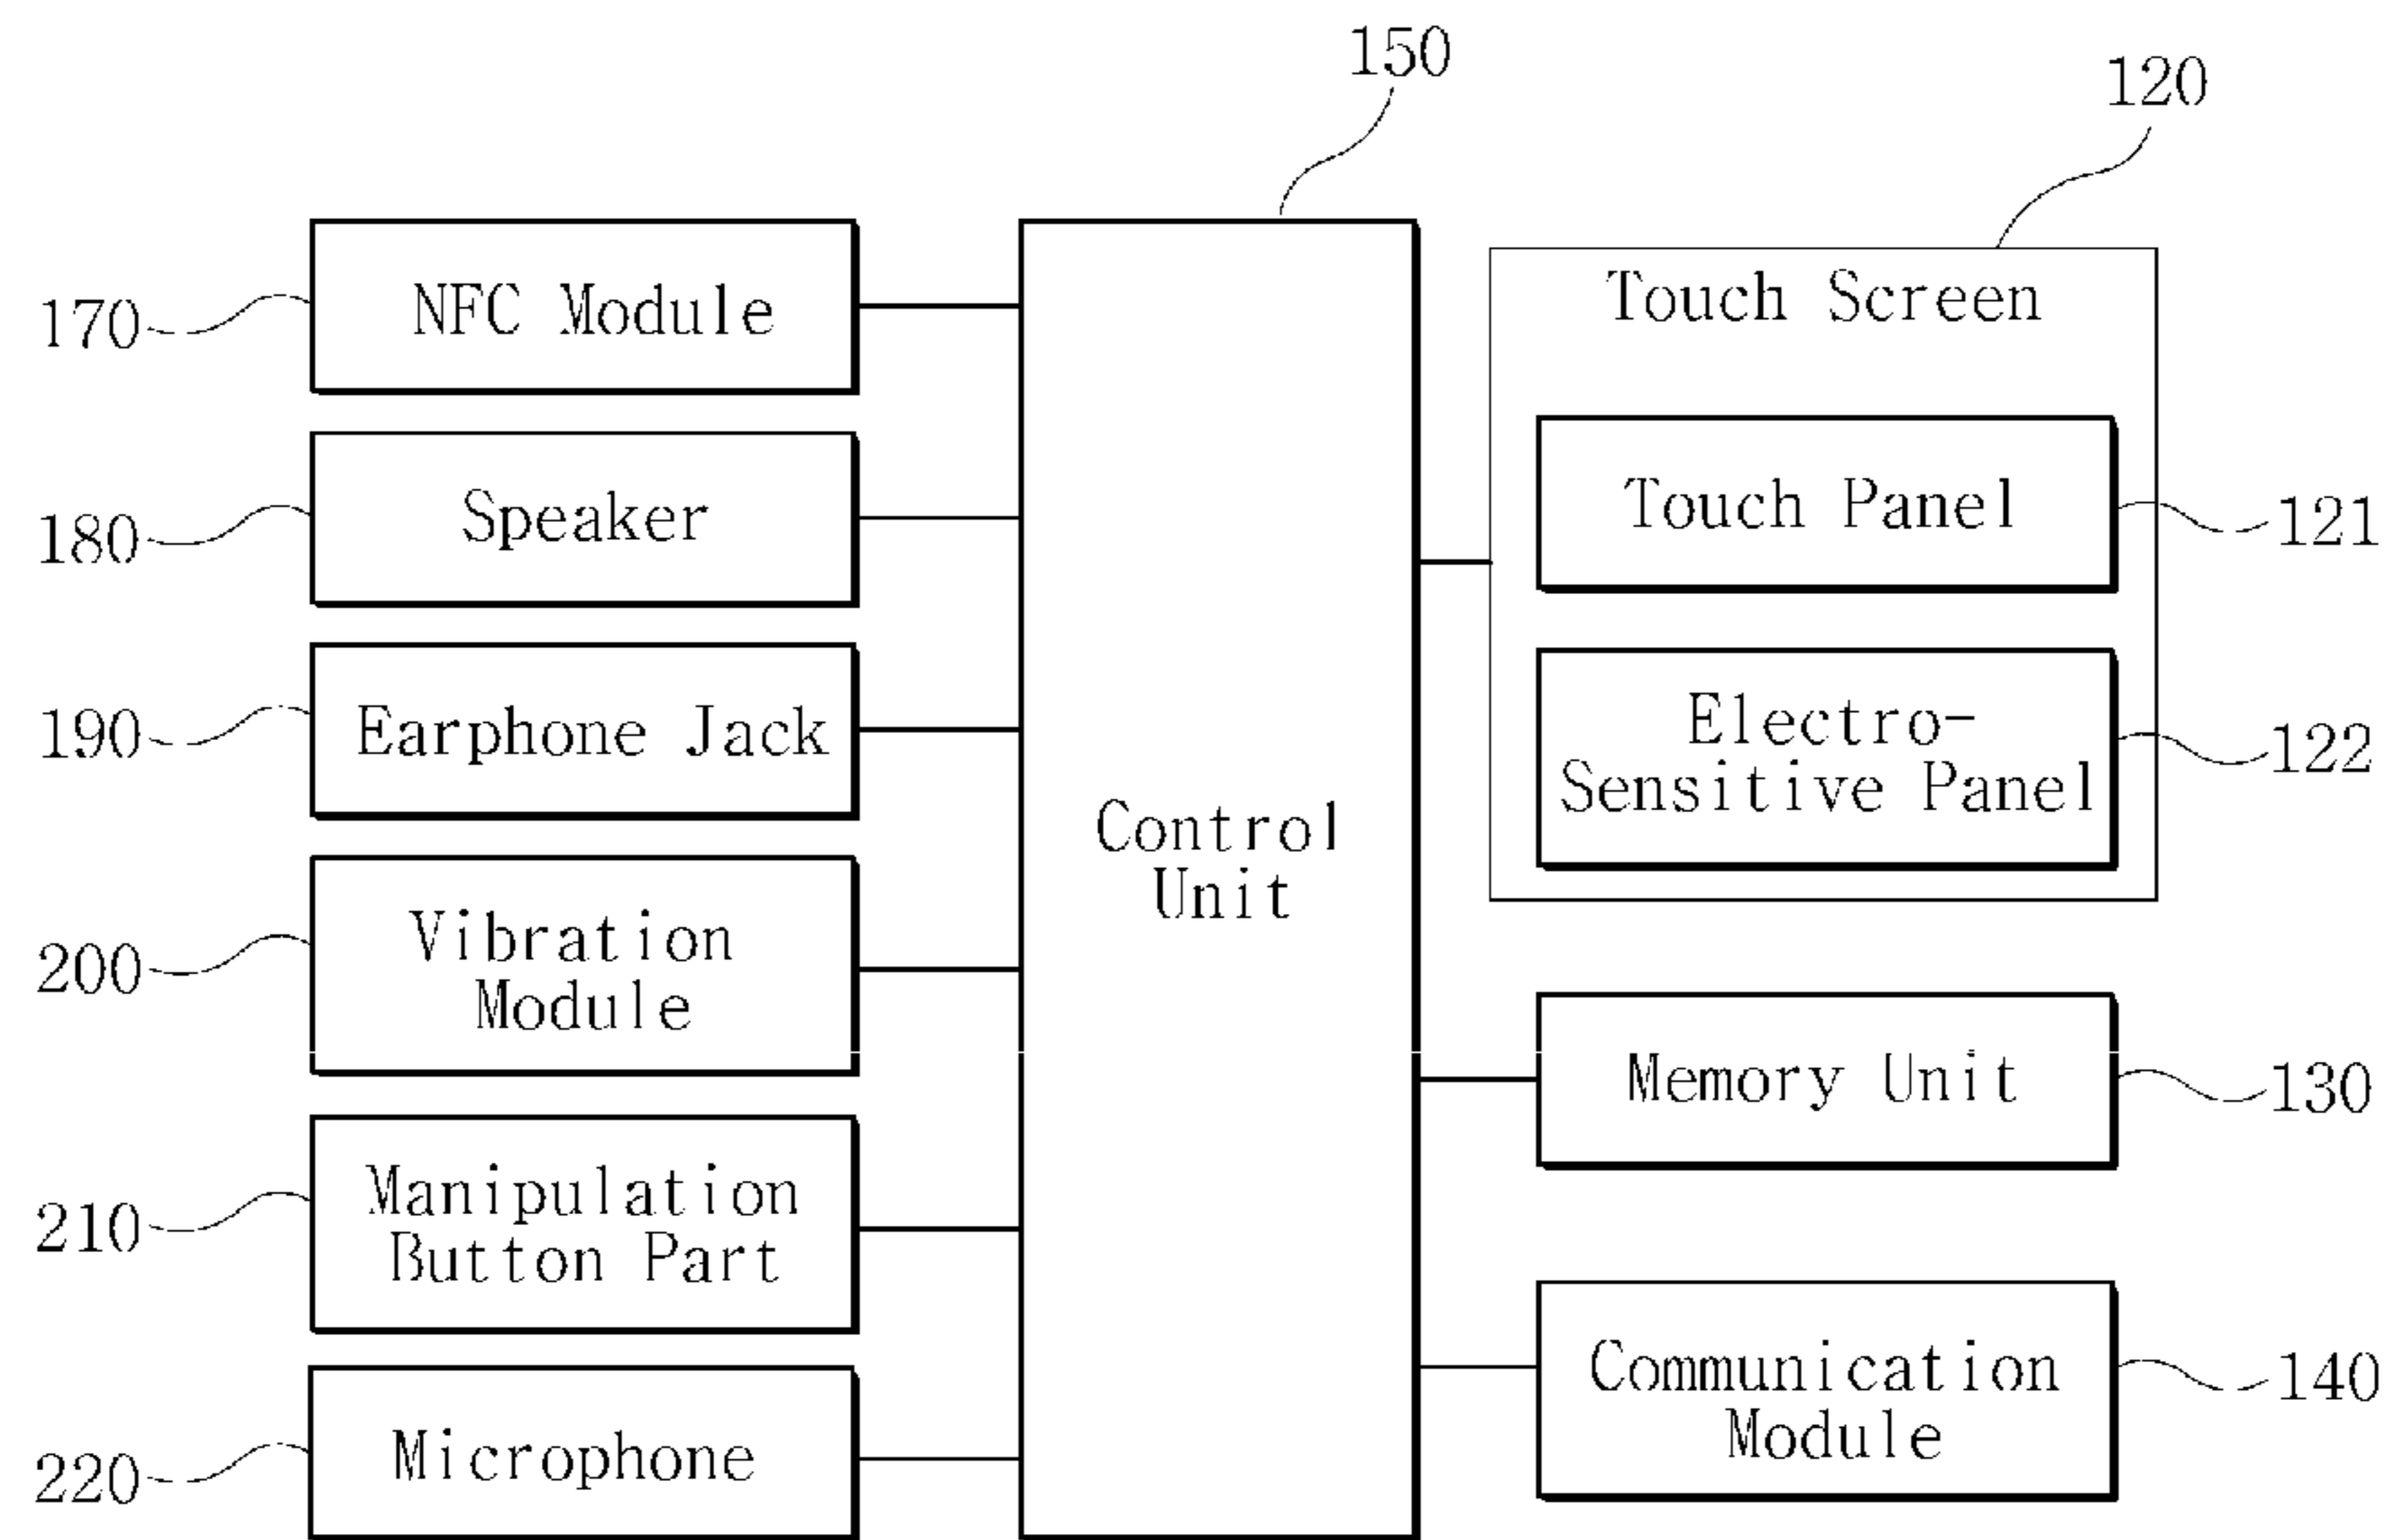 150
120
170
NFC Module
Touch Screen
180
Speaker
Touch Panel
121
190
Earphone Jack
Control
Unit
Electro-
Sensitive Panel
122
200
Vibration
Module
Memory Unit
130
210
Manipulation
Button Part
220
Microphone
Communication
Module
140